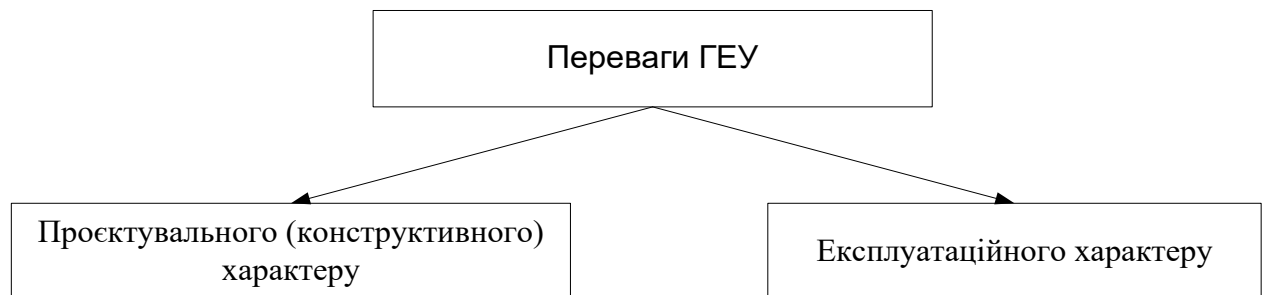 Переваги ГЕУ
Проєктувального (конструктивного)
характеру
Експлуатаційного характеру